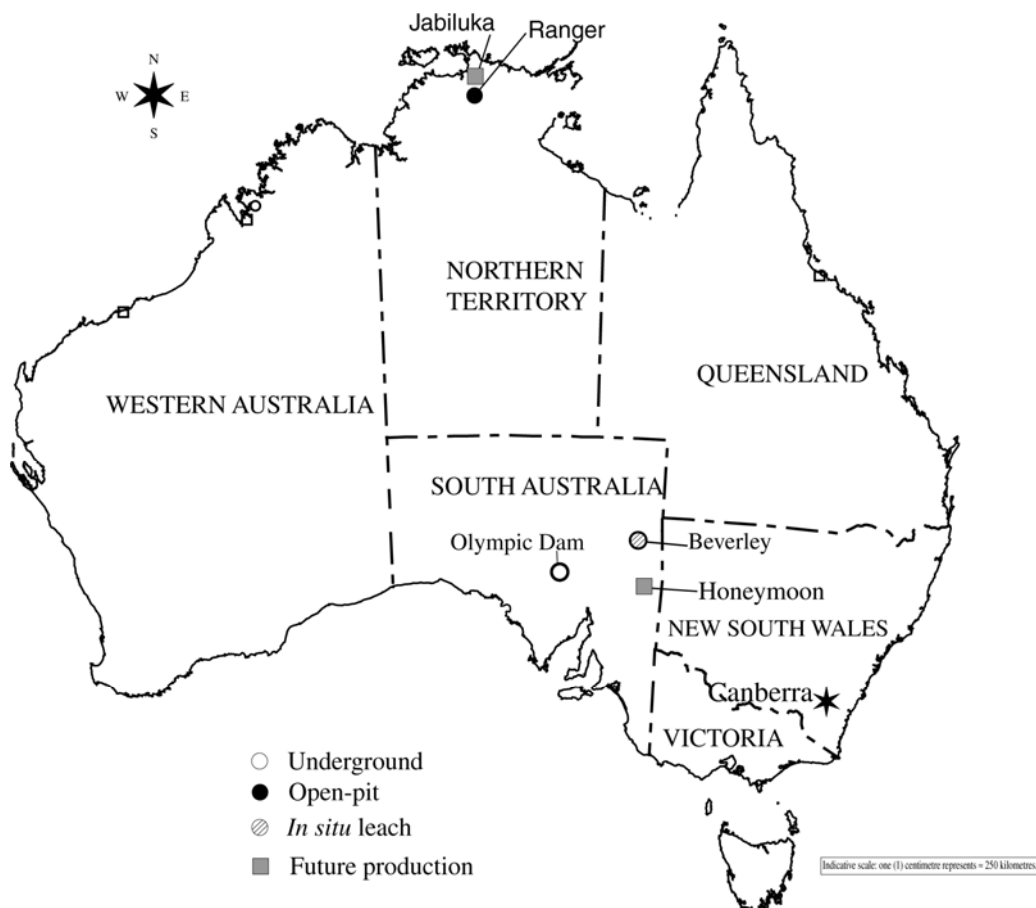 Jabiluka
Ranger
N
W E
S
NORTHERN
TERRITORY
QUEENSLAND
WESTERN AUSTRALIA
SOUTH AUSTRALIA
Olympic Dam
Beverley
Honeymoon
NEW SOUTH WALES
Canberra
VICTORIA
Underground
Open-pit
In situ leach
Future production
Indicative scale: one (1) centimetre represents = 250 kilometres.